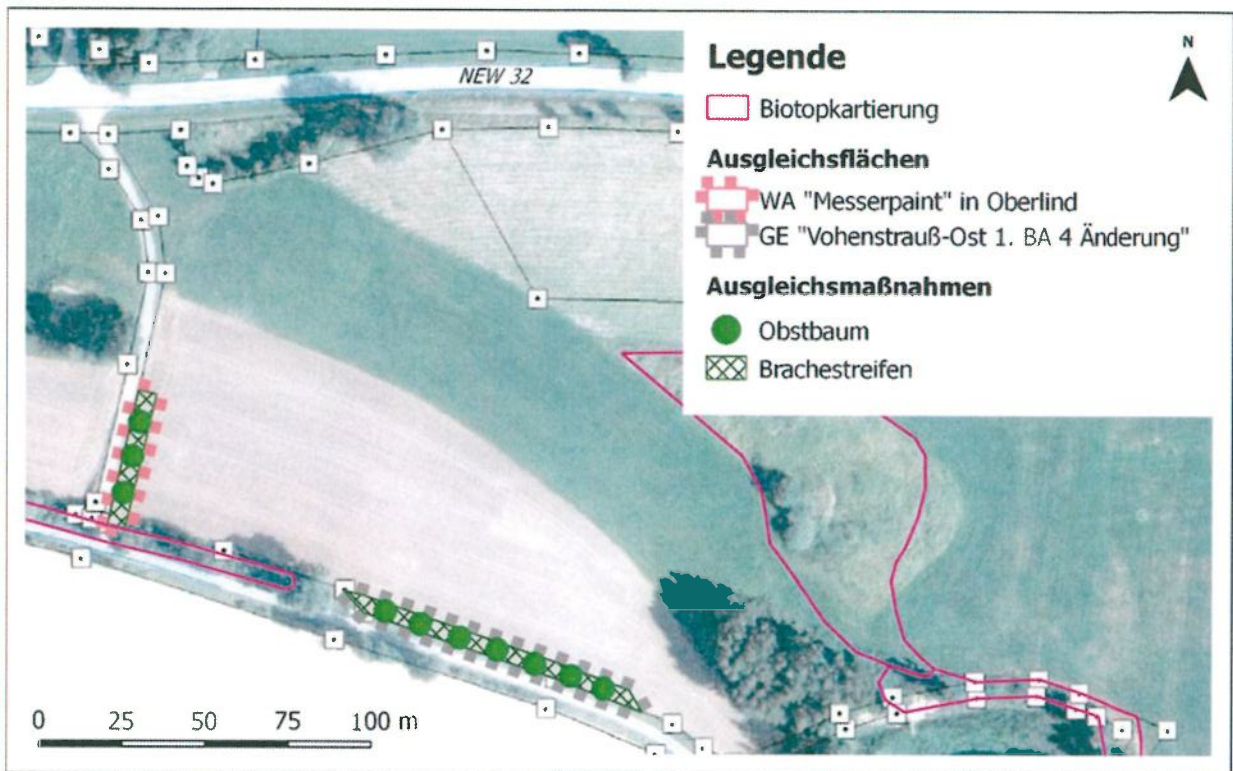 NEW 32
Legende
N
Biotopkartierung
Ausgleichsflächen
WA "Messerpaint" in Oberlind
GE "Vohenstrauß-Ost 1. BA 4 Änderung"
Ausgleichsmaßnahmen
Obstbaum
Brachestreifen
0 25 50 75 100 m